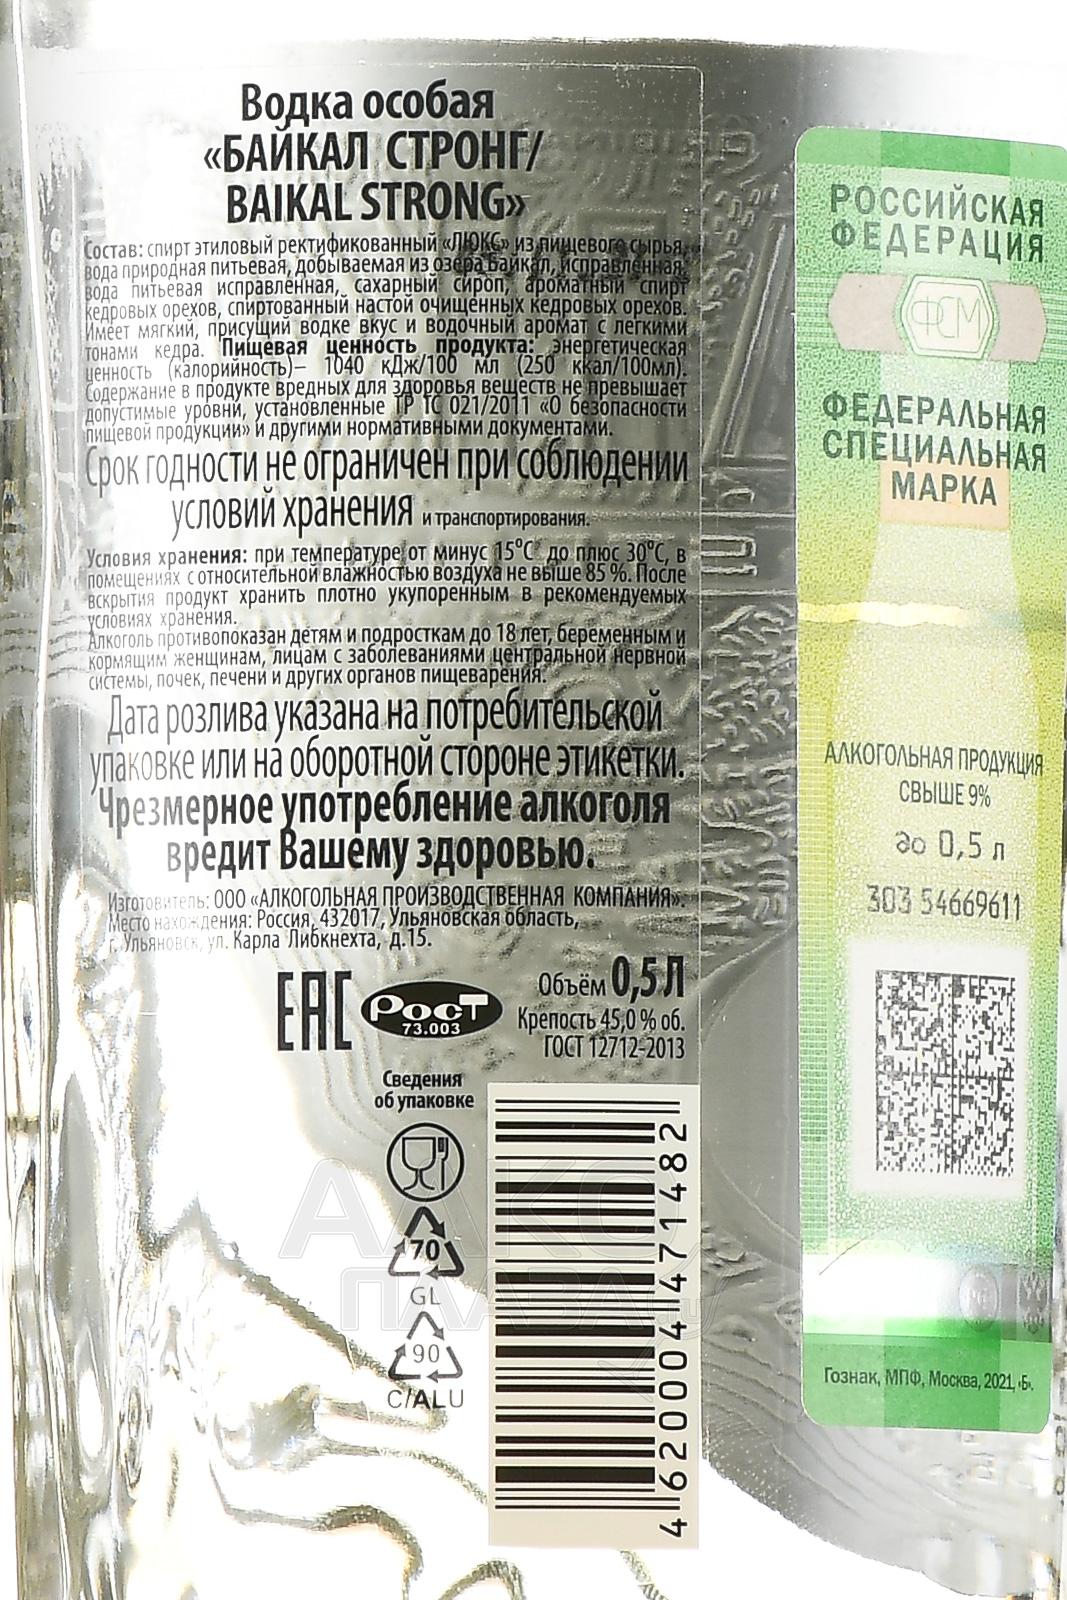 Водка особая
«БАЙКАЛ СТРОНГ/
BAIKAL STRONG»
Состав: спирт этиловый ректификованный «ЛЮКС» из пищевого сырья,
вода природная питьевая, добываемая из озера Байкал, исправленная,
вода питьевая исправленная, сахарный сироп, ароматный спирт
кедровых орехов, спиртованный настой очищенных кедровых орехов.
Имеет мягкий, присущий водке вкус и водочный аромат с легкими
тонами кедра. Пищевая ценность продукта: энергетическая
ценность (калорийность)– 1040 кДж/100 мл (250 ккал/100мл).
Содержание в продукте вредных для здоровья веществ не превышает
допустимые уровни, установленные ТР ТС 021/2011 «О безопасности
пищевой продукции» и другими нормативными документами.
Срок годности не ограничен при соблюдении
условий хранения и транспортирования.
Условия хранения: при температуре от минус 15°С до плюс 30°С, в
помещениях с относительной влажностью воздуха не выше 85 %. После
вскрытия продукт хранить плотно укупоренным в рекомендуемых
условиях хранения.
Алкоголь противопоказан детям и подросткам до 18 лет, беременным и
кормящим женщинам, лицам с заболеваниями центральной нервной
системы, почек, печени и других органов пищеварения.
Дата розлива указана на потребительской
упаковке или на оборотной стороне этикетки.
Чрезмерное употребление алкоголя
вредит Вашему здоровью.
Изготовитель: ООО «АЛКОГОЛЬНАЯ ПРОИЗВОДСТВЕННАЯ КОМПАНИЯ».
Место нахождения: Россия, 432017, Ульяновская область,
г. Ульяновск, ул. Карла Либкнехта, д.15.
ЕАС
РОСТ
73.003
Объём 0,5Л
Крепость 45,0 % об.
ГОСТ 12712-2013
Сведения
об упаковке
70
GL
90
C/ALU
4620004471482
АЛКО
ПЛАЗА.ru
РОССИЙСКАЯ
ФЕДЕРАЦИЯ
ФСМ
ФЕДЕРАЛЬНАЯ
СПЕЦИАЛЬНАЯ
МАРКА
АЛКОГОЛЬНАЯ ПРОДУКЦИЯ
СВЫШЕ 9%
до 0,5 л
303 54669611
Гознак, МПФ, Москва, 2021, «Б».